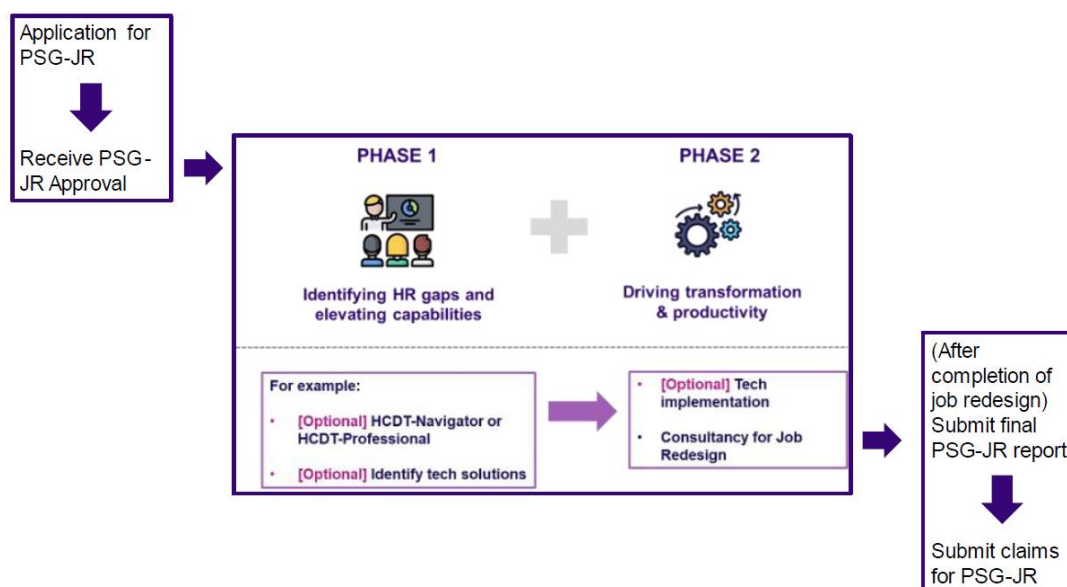 Application for
PSG-JR
Receive PSG-
JR Approval
PHASE 1
Identifying HR gaps and
elevating capabilities
PHASE 2
Driving transformation
& productivity
For example:
• [Optional] HCDT-Navigator or
HCDT-Professional
• [Optional] Identify tech solutions
• [Optional] Tech
implementation
• Consultancy for Job
Redesign
(After
completion of
job redesign)
Submit final
PSG-JR report
Submit claims
for PSG-JR